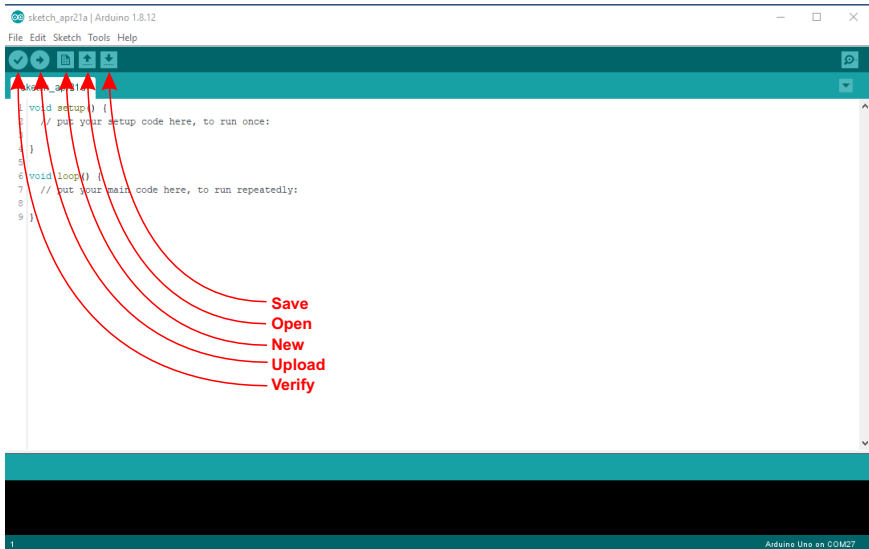 sketch_apr21a | Arduino 1.8.12
File Edit Sketch Tools Help
sketch_apr21a
1 void setup() {
2 // put your setup code here, to run once:
3
4 }
5
6 void loop() {
7 // put your main code here, to run repeatedly:
8
9 }
Save
Open
New
Upload
Verify
1 Arduino Uno on COM27